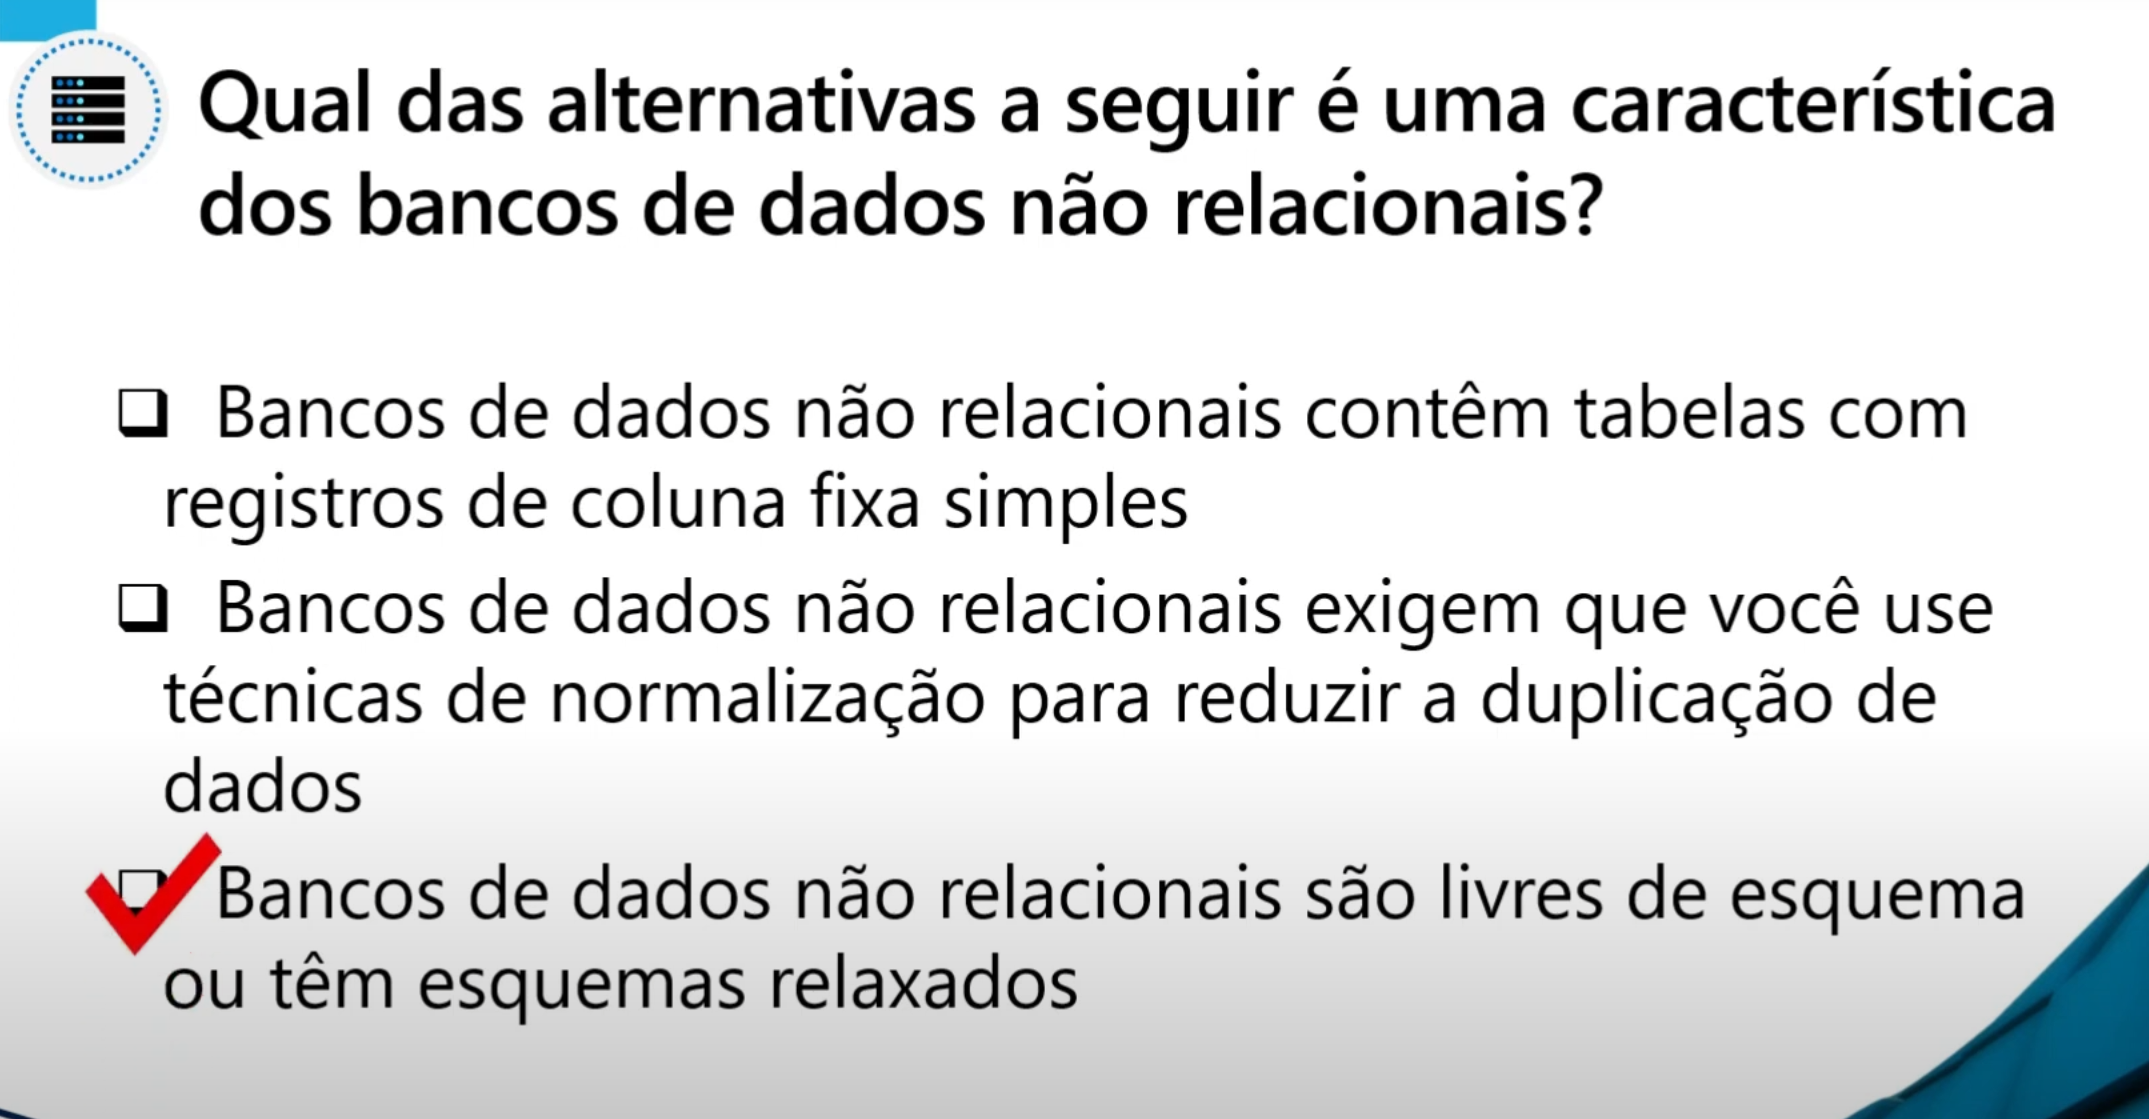 Qual das alternativas a seguir é uma característica
dos bancos de dados não relacionais?
Bancos de dados não relacionais contêm tabelas com
registros de coluna fixa simples
Bancos de dados não relacionais exigem que você use
técnicas de normalização para reduzir a duplicação de
dados
Bancos de dados não relacionais são livres de esquema
ou têm esquemas relaxados